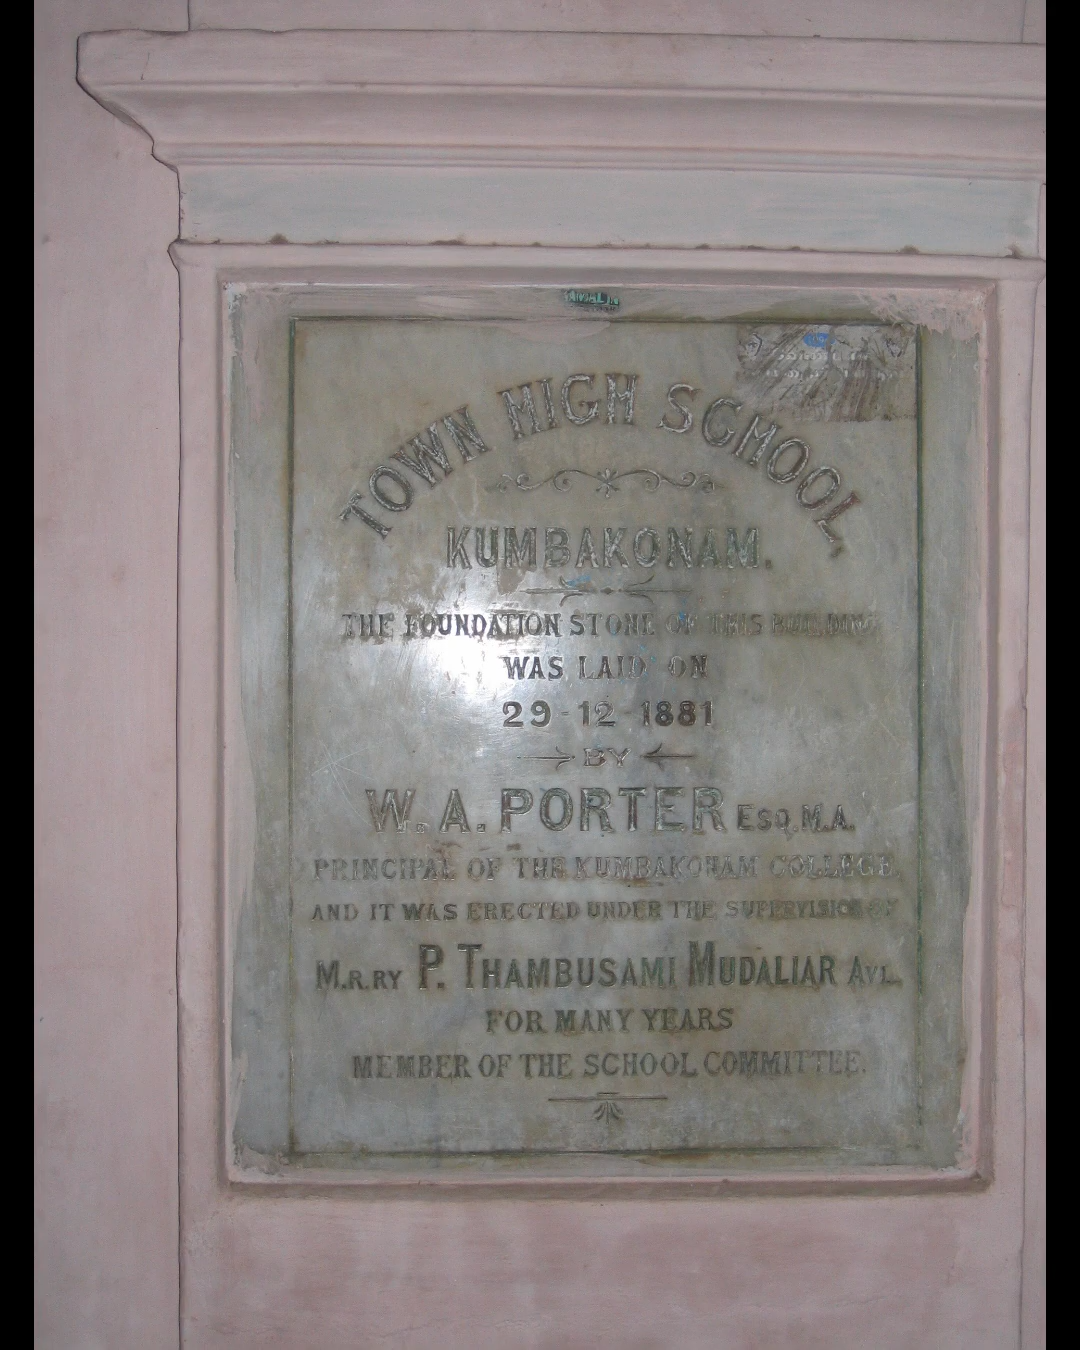 TOWN HIGH SCHOOL,
KUMBAKONAM.
THE FOUNDATION STONE OF THIS BUILDING
WAS LAID ON
29-12-1881
BY
W. A. PORTER ESQ. M.A.
PRINCIPAL OF THE KUMBAKONAM COLLEGE
AND IT WAS ERECTED UNDER THE SUPERVISION OF
M.R.RY P. THAMBUSAMI MUDALIAR AVL.
FOR MANY YEARS
MEMBER OF THE SCHOOL COMMITTEE.